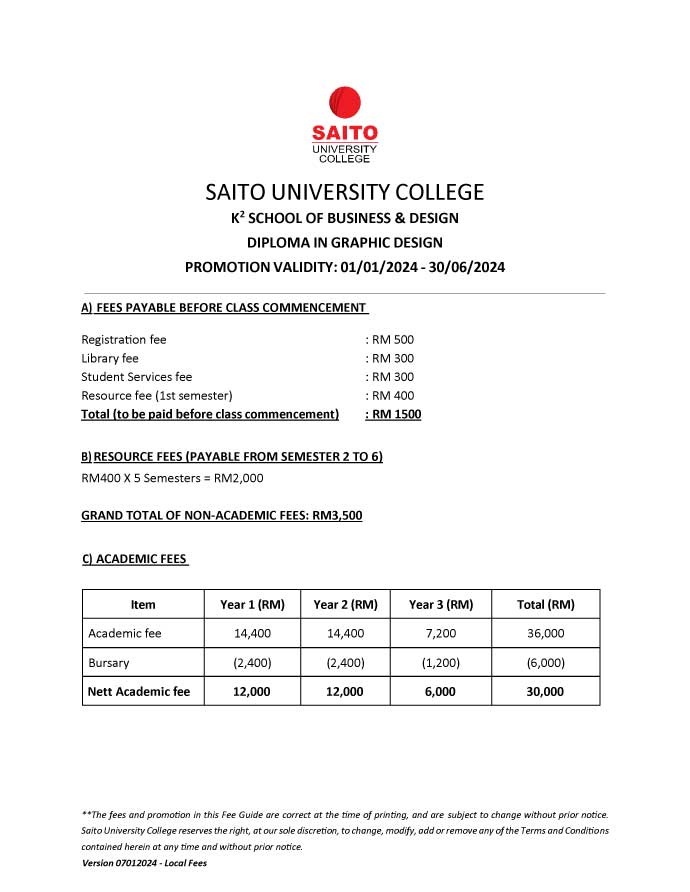 SAITO
UNIVERSITY
COLLEGE
SAITO UNIVERSITY COLLEGE
K² SCHOOL OF BUSINESS & DESIGN
DIPLOMA IN GRAPHIC DESIGN
PROMOTION VALIDITY: 01/01/2024 - 30/06/2024
A) FEES PAYABLE BEFORE CLASS COMMENCEMENT
Registration fee : RM 500
Library fee : RM 300
Student Services fee : RM 300
Resource fee (1st semester) : RM 400
Total (to be paid before class commencement) : RM 1500
B) RESOURCE FEES (PAYABLE FROM SEMESTER 2 TO 6)
RM400 X 5 Semesters = RM2,000
GRAND TOTAL OF NON-ACADEMIC FEES: RM3,500
C) ACADEMIC FEES
Item Year 1 (RM) Year 2 (RM) Year 3 (RM) Total (RM)
Academic fee 14,400 14,400 7,200 36,000
Bursary (2,400) (2,400) (1,200) (6,000)
Nett Academic fee 12,000 12,000 6,000 30,000
**The fees and promotion in this Fee Guide are correct at the time of printing, and are subject to change without prior notice.
Saito University College reserves the right, at our sole discretion, to change, modify, add or remove any of the Terms and Conditions
contained herein at any time and without prior notice.
Version 07012024 - Local Fees